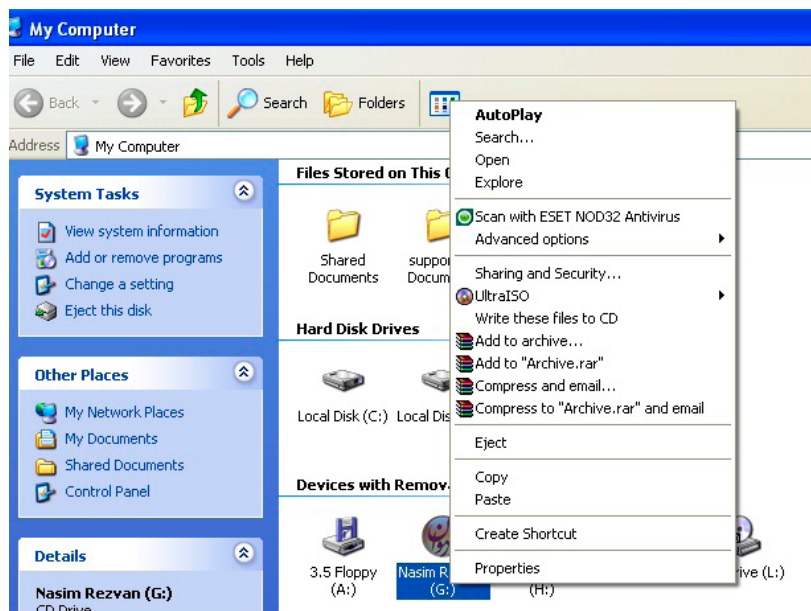 My Computer
File Edit View Favorites Tools Help
Back Search Folders
Address My Computer
System Tasks
View system information
Add or remove programs
Change a setting
Eject this disk
Other Places
My Network Places
My Documents
Shared Documents
Control Panel
Details
Nasim Rezvan (G:)
CD Drive
Files Stored on This
Shared
Documents
Hard Disk Drives
Local Disk (C:) Local
Devices with
3.5 Floppy
(A:)
Nasim
(G:)
(H:)
(L:)
AutoPlay
Search...
Open
Explore
Scan with ESET NOD32 Antivirus
Advanced options
Sharing and Security...
UltraISO
Write these files to CD
Add to archive...
Add to "Archive.rar"
Compress and email...
Compress to "Archive.rar" and email
Eject
Copy
Paste
Create Shortcut
Properties